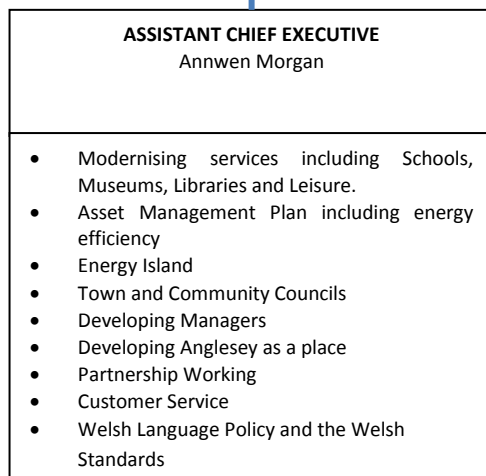 ASSISTANT CHIEF EXECUTIVE
Annwen Morgan
• Modernising services including Schools,
Museums, Libraries and Leisure.
• Asset Management Plan including energy
efficiency
• Energy Island
• Town and Community Councils
• Developing Managers
• Developing Anglesey as a place
• Partnership Working
• Customer Service
• Welsh Language Policy and the Welsh
Standards